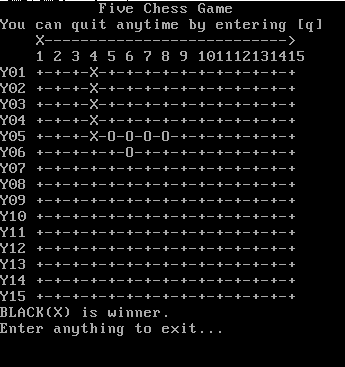 Five Chess Game
You can quit anytime by entering [q]
X----------------------------->
1 2 3 4 5 6 7 8 9 101112131415
Y01 +-+-+-X-+-+-+-+-+-+-+-+-+-+-+
Y02 +-+-+-X-+-+-+-+-+-+-+-+-+-+-+
Y03 +-+-+-X-+-+-+-+-+-+-+-+-+-+-+
Y04 +-+-+-X-+-+-+-+-+-+-+-+-+-+-+
Y05 +-+-+-X-O-O-O-O-+-+-+-+-+-+-+
Y06 +-+-+-+-+-O-+-+-+-+-+-+-+-+-+
Y07 +-+-+-+-+-+-+-+-+-+-+-+-+-+-+
Y08 +-+-+-+-+-+-+-+-+-+-+-+-+-+-+
Y09 +-+-+-+-+-+-+-+-+-+-+-+-+-+-+
Y10 +-+-+-+-+-+-+-+-+-+-+-+-+-+-+
Y11 +-+-+-+-+-+-+-+-+-+-+-+-+-+-+
Y12 +-+-+-+-+-+-+-+-+-+-+-+-+-+-+
Y13 +-+-+-+-+-+-+-+-+-+-+-+-+-+-+
Y14 +-+-+-+-+-+-+-+-+-+-+-+-+-+-+
Y15 +-+-+-+-+-+-+-+-+-+-+-+-+-+-+
BLACK(X) is winner.
Enter anything to exit...